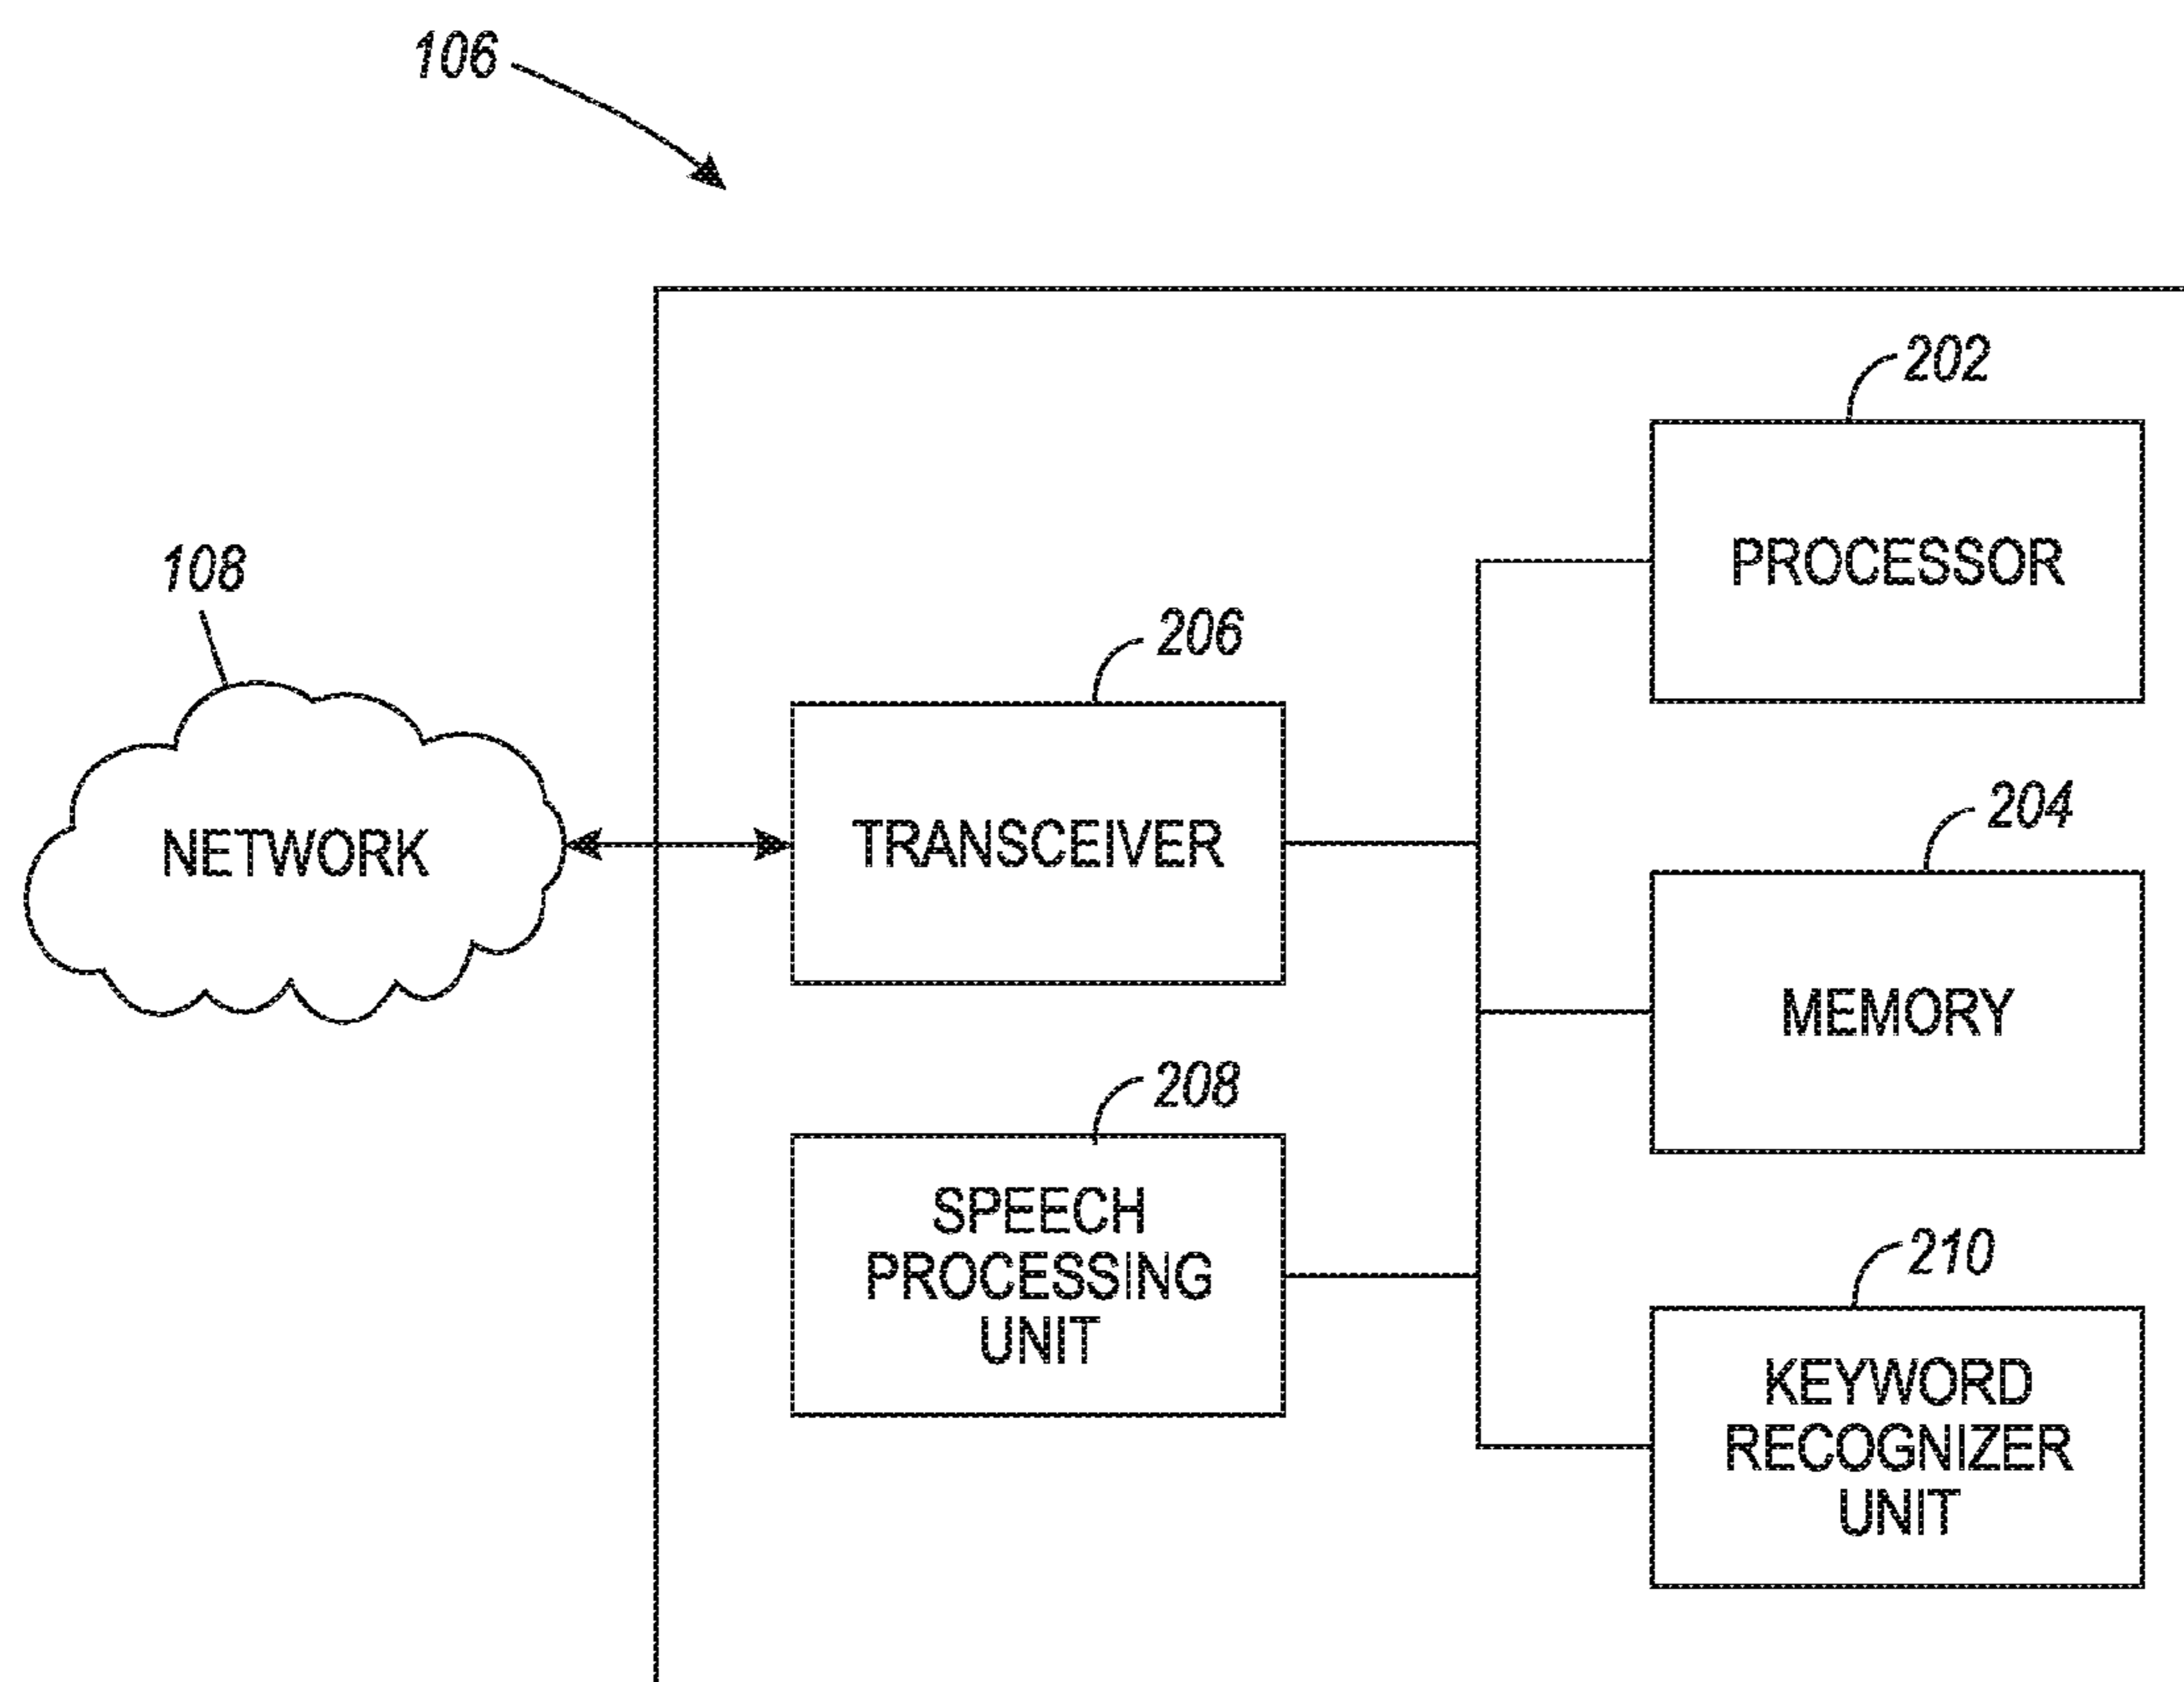 106
202
PROCESSOR
108
206
NETWORK
TRANSCEIVER
204
MEMORY
208
SPEECH
PROCESSING
UNIT
210
KEYWORD
RECOGNIZER
UNIT